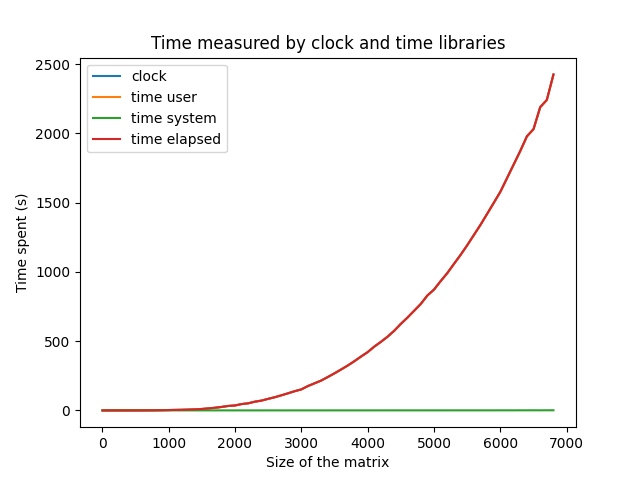 Time measured by clock and time libraries
clock
time user
time system
time elapsed
Time spent (s)
2500
2000
1500
1000
500
0
0 1000 2000 3000 4000 5000 6000 7000
Size of the matrix